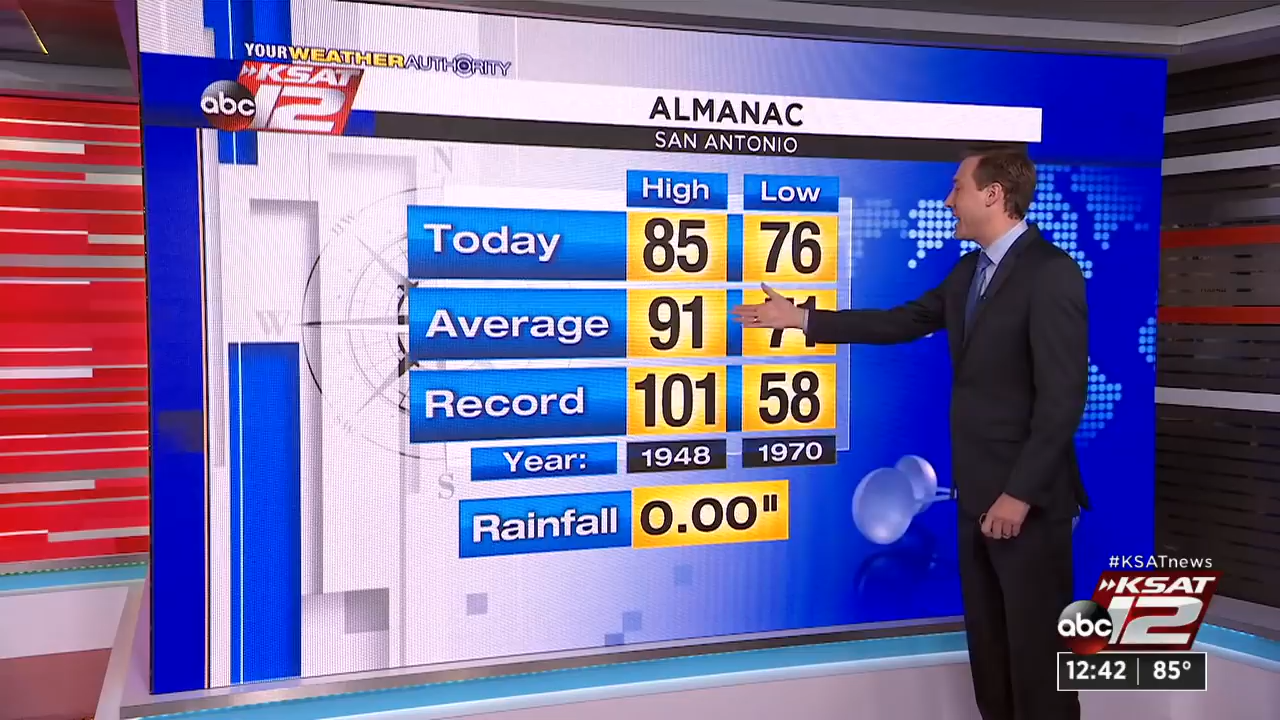 YOUR WEATHER AUTHORITY
»KSAT
abc 12
ALMANAC
SAN ANTONIO
High Low
Today 85 76
Average 91 71
Record 101 58
Year: 1948 1970
Rainfall 0.00"
N
W
S
#KSATnews
»KSAT
abc 12
12:42 85°